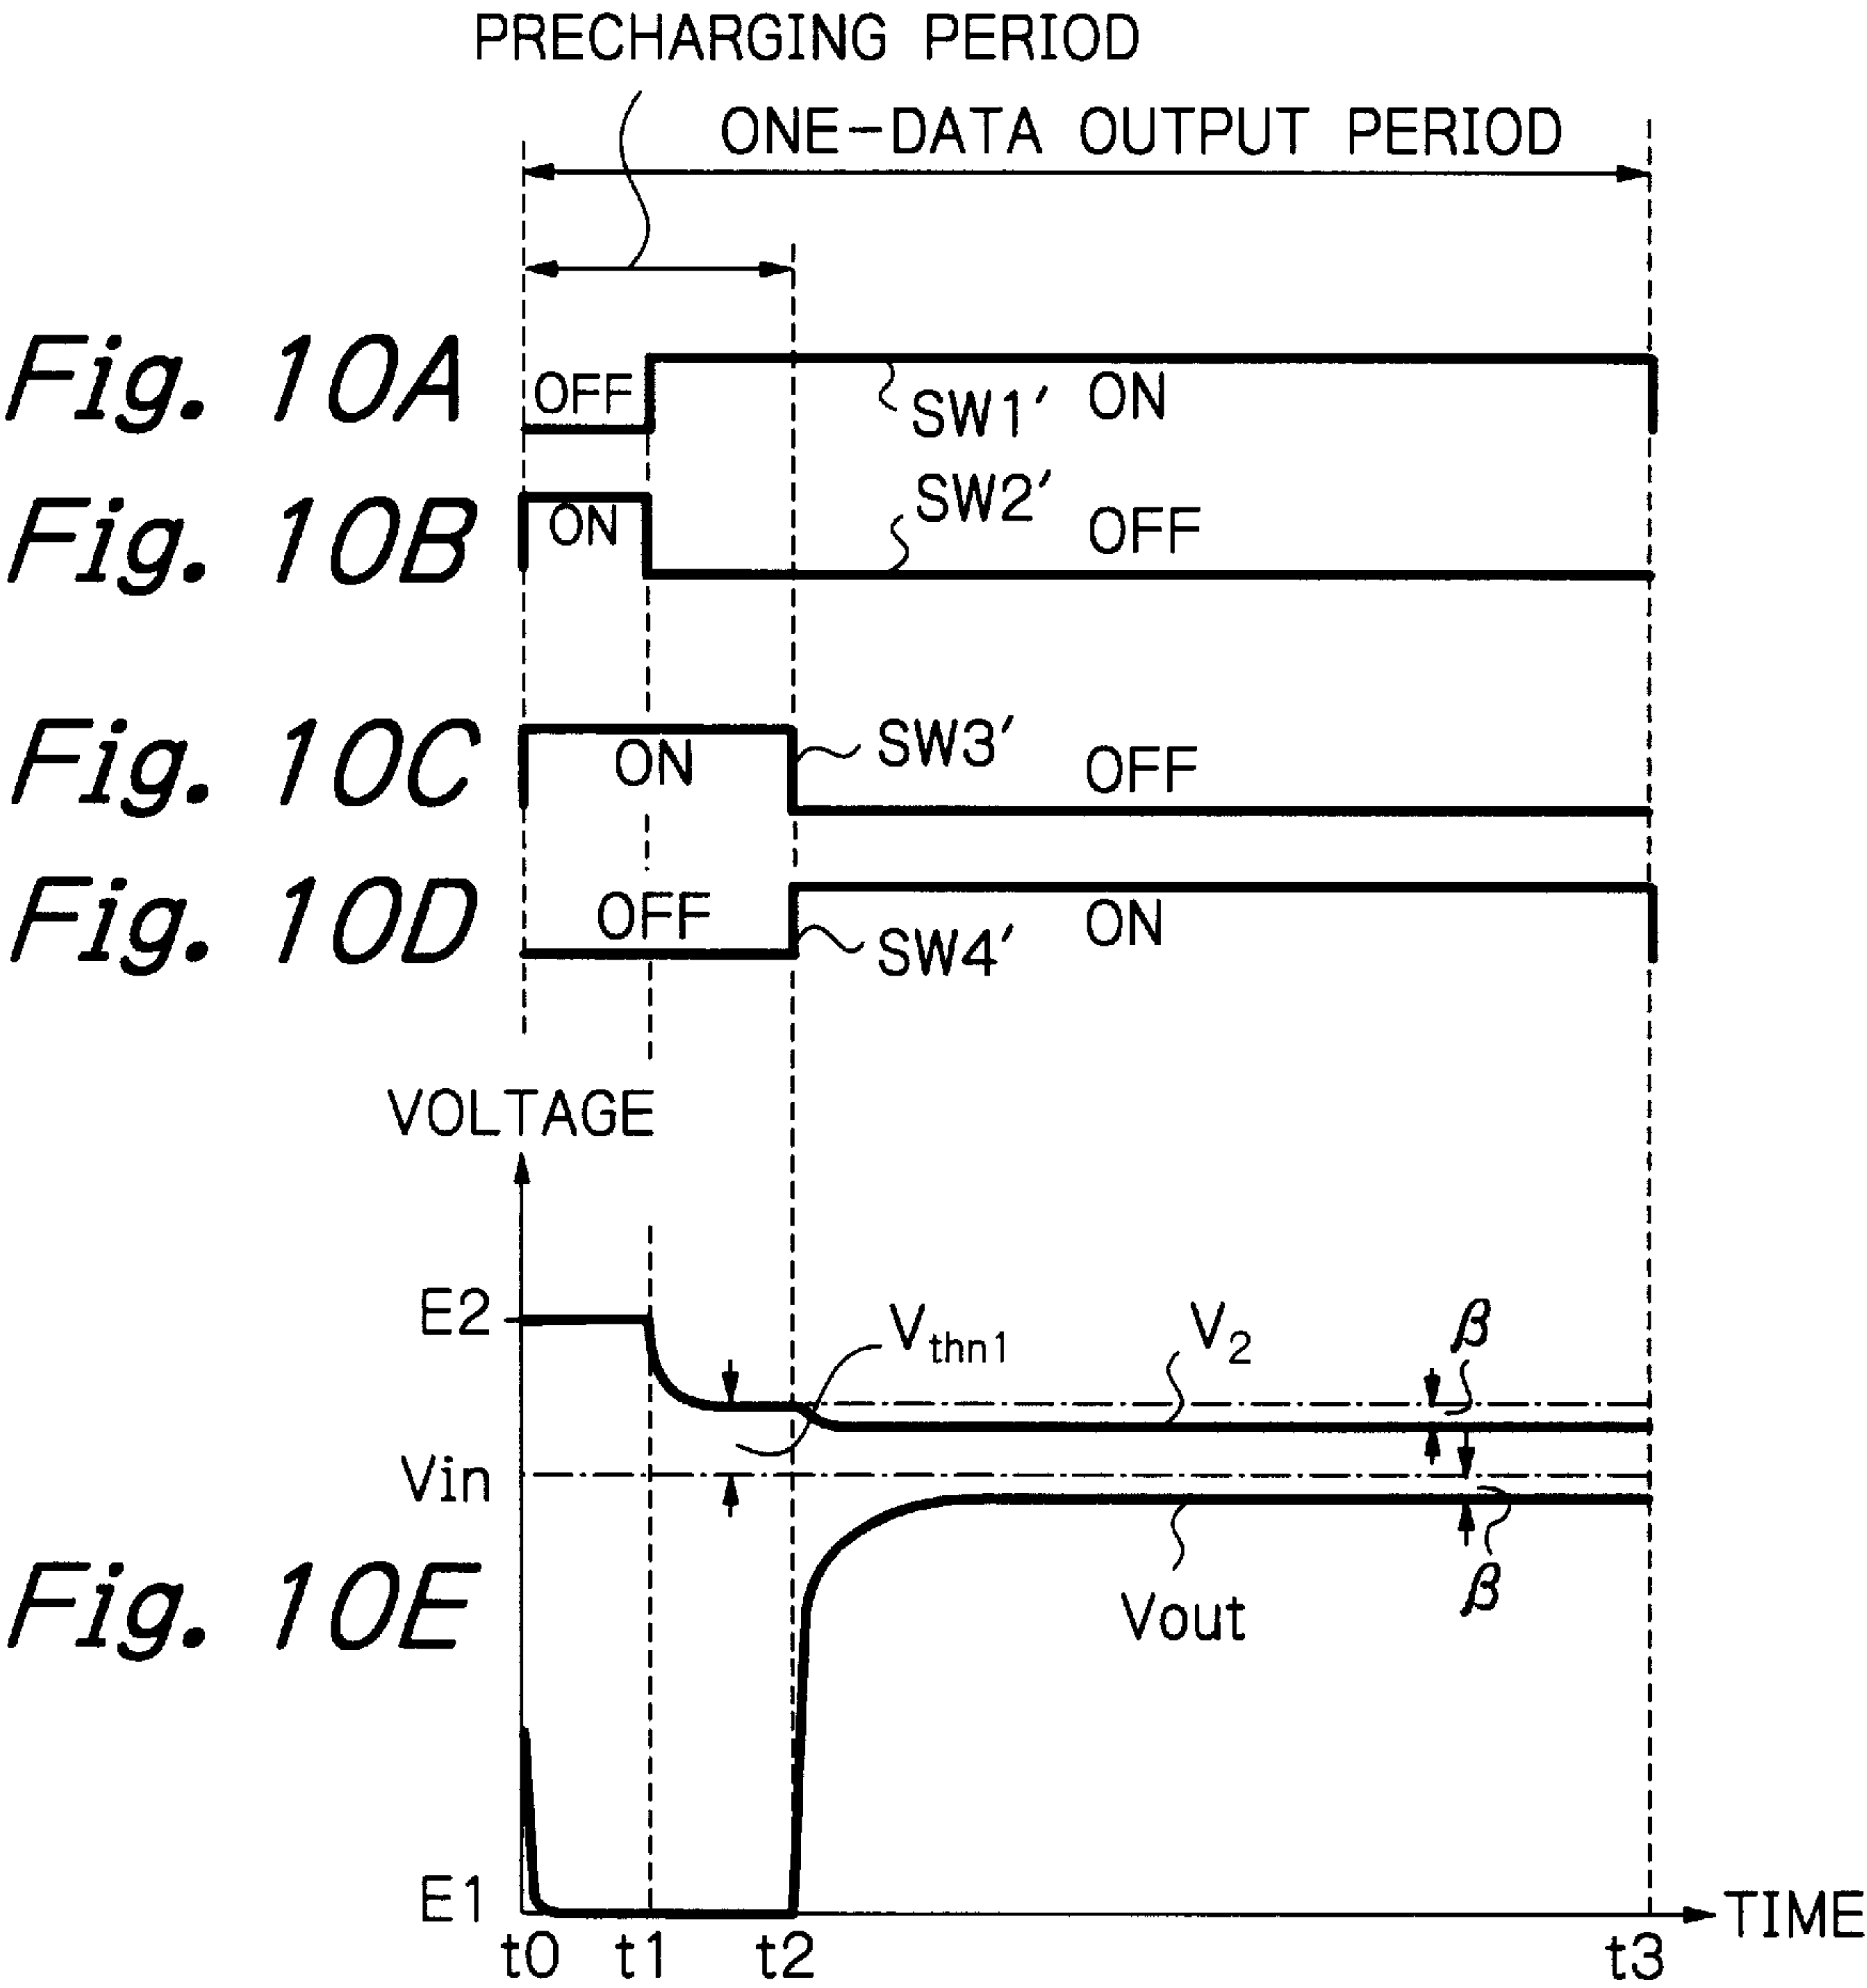 PRECHARGING PERIOD
ONE-DATA OUTPUT PERIOD
Fig. 10A
OFF
SW1'
ON
Fig. 10B
ON
SW2'
OFF
Fig. 10C
ON
SW3'
OFF
Fig. 10D
OFF
SW4'
ON
VOLTAGE
E2
Vthn1
V2
β
Vin
Fig. 10E
Vout
β
E1
TIME
t0 t1 t2 t3